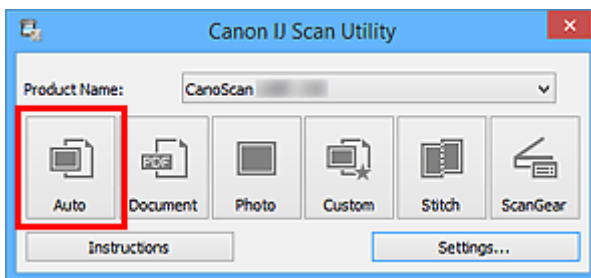 Canon IJ Scan Utility
Product Name: CanoScan
PDF
Auto Document Photo Custom Stitch ScanGear
Instructions Settings...